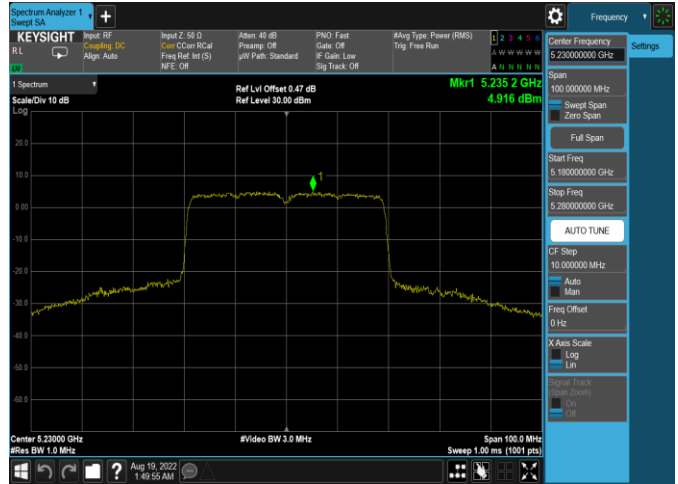 Spectrum Analyzer 1
Swept SA
Frequency
KEYSIGHT
R L
LV
Input: RF
Coupling: DC
Align: Auto
Input Z: 50 Ω
Corr CCorr RCal
Freq Ref: Int (S)
NFE: Off
Atten: 40 dB
Preamp: Off
µW Path: Standard
PNO: Fast
Gate: Off
IF Gain: Low
Sig Track: Off
#Avg Type: Power (RMS)
Trig: Free Run
1 2 3 4 5 6
A W W W W W
A N N N N N
Center Frequency
5.230000000 GHz
Settings
Span
100.000000 MHz
Swept Span
Zero Span
Full Span
Start Freq
5.180000000 GHz
Stop Freq
5.280000000 GHz
AUTO TUNE
CF Step
10.000000 MHz
Auto
Man
Freq Offset
0 Hz
X Axis Scale
Log
Lin
Signal Track
(Span Zoom)
On
Off
1 Spectrum
Scale/Div 10 dB
Log
Ref Lvl Offset 0.47 dB
Ref Level 30.00 dBm
Mkr1 5.235 2 GHz
4.916 dBm
1
20.0
10.0
0.00
-10.0
-20.0
-30.0
-40.0
-50.0
-60.0
Center 5.23000 GHz
#Res BW 1.0 MHz
#Video BW 3.0 MHz
Span 100.0 MHz
Sweep 1.00 ms (1001 pts)
?
Aug 19, 2022
1:49:55 AM